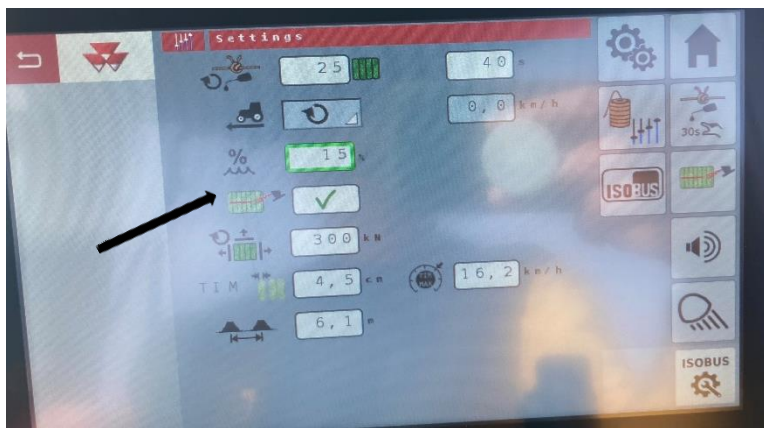 Settings
25 40 s
0,0 km/h
% 15 %
30s
ISOBUS
300 kN
TIM 4,5 cm 16,2 km/h
6,1 m
ISOBUS